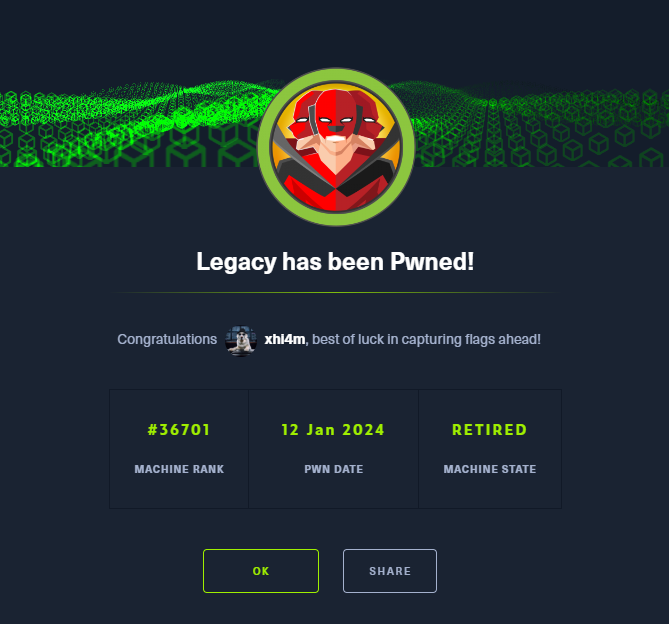 Legacy has been Pwned!
Congratulations xhl4m, best of luck in capturing flags ahead!
#36701 12 Jan 2024 RETIRED
MACHINE RANK PWN DATE MACHINE STATE
OK SHARE